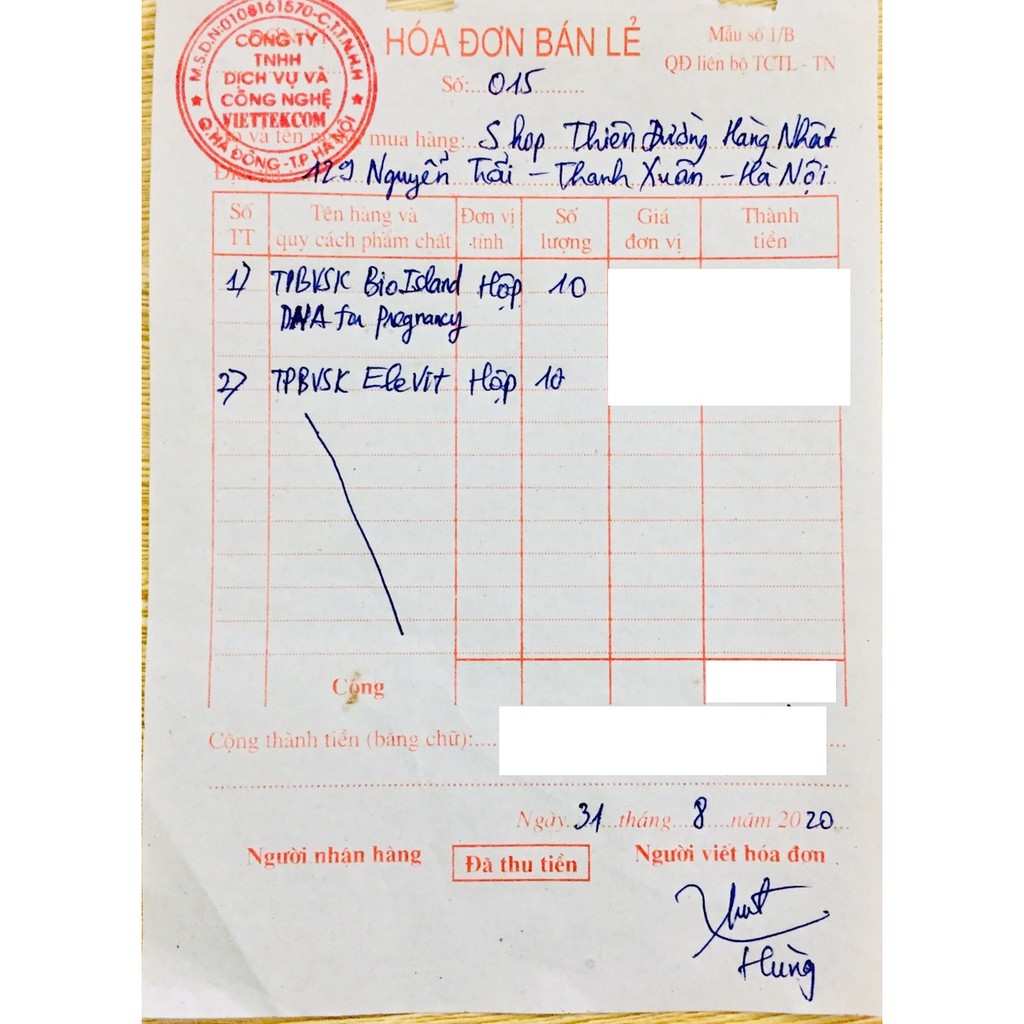 M.S.D.N:0108161570-C.T.T.N.H.H
CÔNG TY
TNHH
DỊCH VỤ VÀ
CÔNG NGHỆ
VIETTEKCOM
Q.HÀ ĐÔNG-T.P HÀ NỘI
HÓA ĐƠN BÁN LẺ
Mẫu số 1/B
QĐ liên bộ TCTL - TN
Số: 015
và tên mua hàng: Shop Thiên Đường Hàng Nhật
129 Nguyễn Trãi - Thanh Xuân - Hà Nội
Số TT Tên hàng và quy cách phẩm chất Đơn vị tính Số lượng Giá đơn vị Thành tiền
1) TPBVSK BioIsland Hộp 10
DHA for Pregnancy
2) TPBVSK Elevit Hộp 10
Cộng
Cộng thành tiền (bằng chữ):
Ngày 31 tháng 8 năm 2020
Người nhận hàng Đã thu tiền Người viết hóa đơn
Hùng